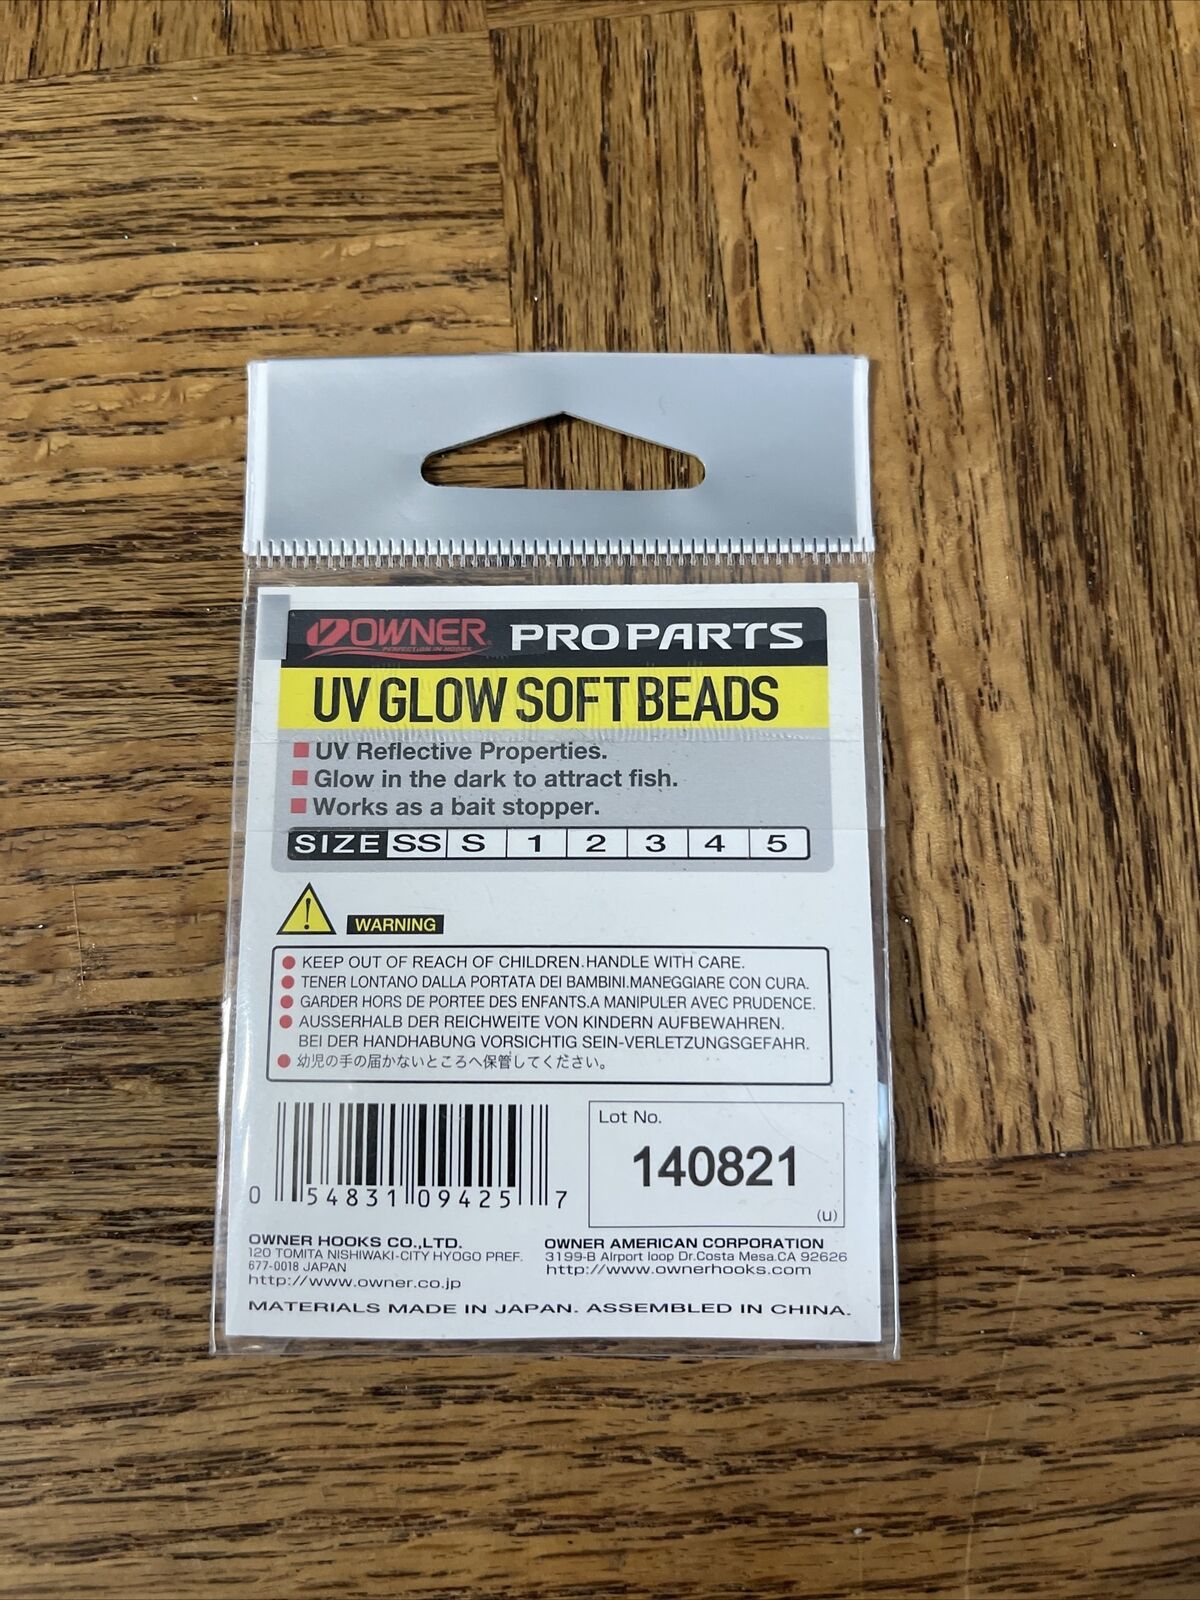 OWNER PROPARTS
PERFECTION IN HOOKS
UV GLOW SOFT BEADS
UV Reflective Properties.
Glow in the dark to attract fish.
Works as a bait stopper.
SIZE SS S 1 2 3 4 5
WARNING
KEEP OUT OF REACH OF CHILDREN.HANDLE WITH CARE.
TENER LONTANO DALLA PORTATA DEI BAMBINI.MANEGGIARE CON CURA.
GARDER HORS DE PORTEE DES ENFANTS.A MANIPULER AVEC PRUDENCE.
AUSSERHALB DER REICHWEITE VON KINDERN AUFBEWAHREN.
BEI DER HANDHABUNG VORSICHTIG SEIN-VERLETZUNGSGEFAHR.
幼児の手の届かないところへ保管してください。
0 54831 09425 7
Lot No.
140821
(u)
OWNER HOOKS CO.,LTD.
120 TOMITA NISHIWAKI-CITY HYOGO PREF.
677-0018 JAPAN
http://www.owner.co.jp
OWNER AMERICAN CORPORATION
3199-B Airport loop Dr.Costa Mesa.CA 92626
http://www.ownerhooks.com
MATERIALS MADE IN JAPAN. ASSEMBLED IN CHINA.